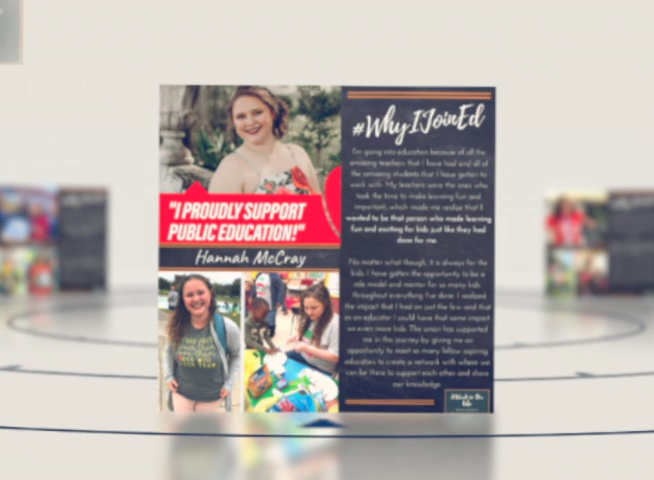 "I PROUDLY SUPPORT
PUBLIC EDUCATION!"
Hannah McCray
#WhyIJoinEd
I'm going into education because of all the
amazing teachers that I have had and all of
the amazing students that I have gotten to
work with. My teachers were the ones who
took the time to make learning fun and
important, which made me realize that I
wanted to be that person who made learning
fun and exciting for kids just like they had
done for me.
No matter what though, it is always for the
kids. I have gotten the opportunity to be a
role model and mentor for so many kids
throughout everything I've done. I realized
the impact that I had on just the few and that
as an educator I could have that same impact
on even more kids. The union has supported
me in this journey by giving me an
opportunity to meet so many fellow aspiring
educators to create a network with where we
can be there to support each other and share
our knowledge.